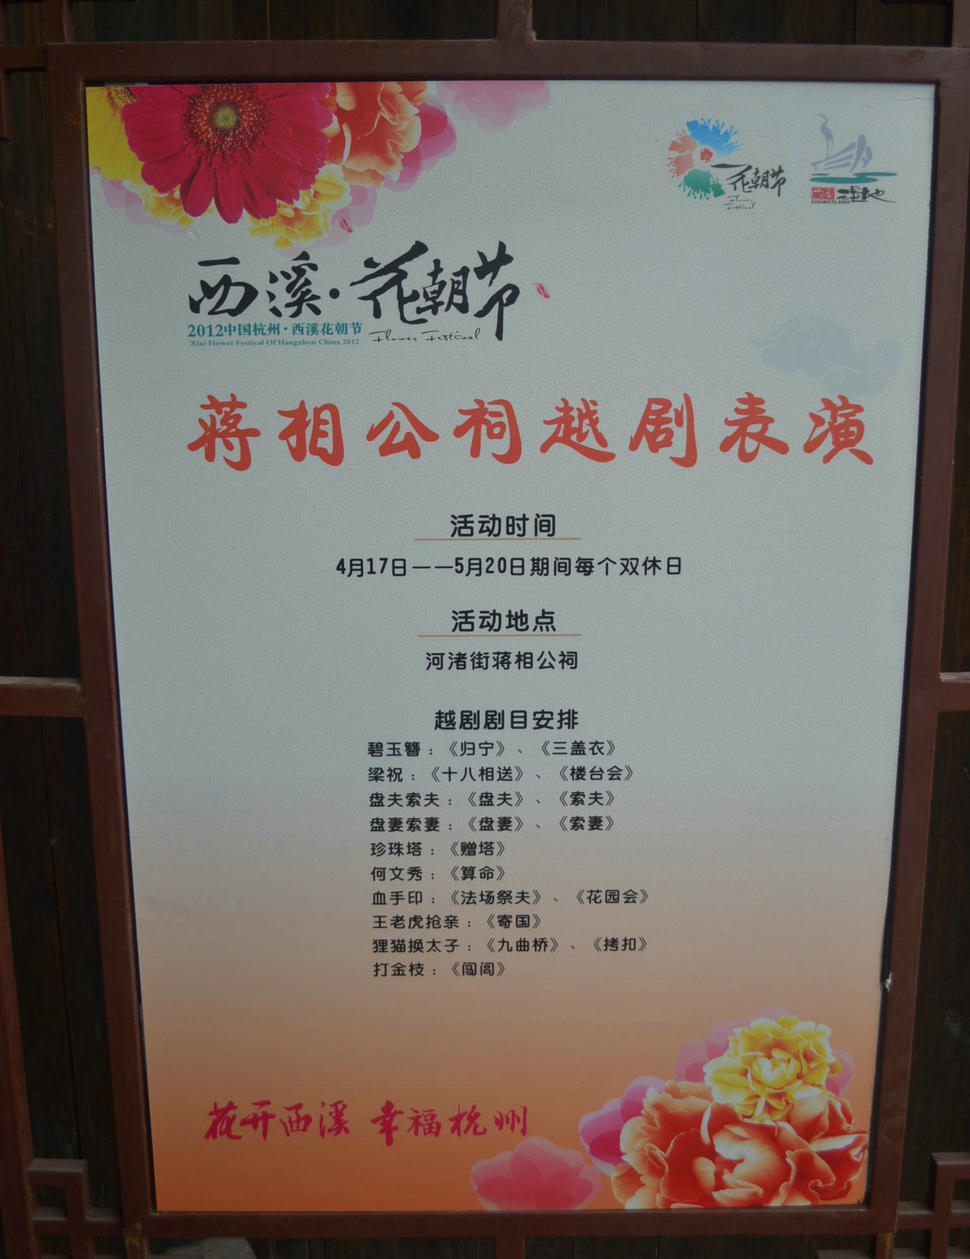 花朝节
Flower
Festival
西溪湿地
XIXIWETLAND
西溪·花朝节
2012中国杭州·西溪花朝节
Flower Festival
Xixi Flower Festival Of Hangzhou China 2012
蒋相公祠越剧表演
活动时间
4月17日——5月20日期间每个双休日
活动地点
河渚街蒋相公祠
越剧剧目安排
碧玉簪：《归宁》、《三盖衣》
梁祝：《十八相送》、《楼台会》
盘夫索夫：《盘夫》、《索夫》
盘妻索妻：《盘妻》、《索妻》
珍珠塔：《赠塔》
何文秀：《算命》
血手印：《法场祭夫》、《花园会》
王老虎抢亲：《寄国》
狸猫换太子：《九曲桥》、《拷扣》
打金枝：《闯闾》
花开西溪 幸福杭州